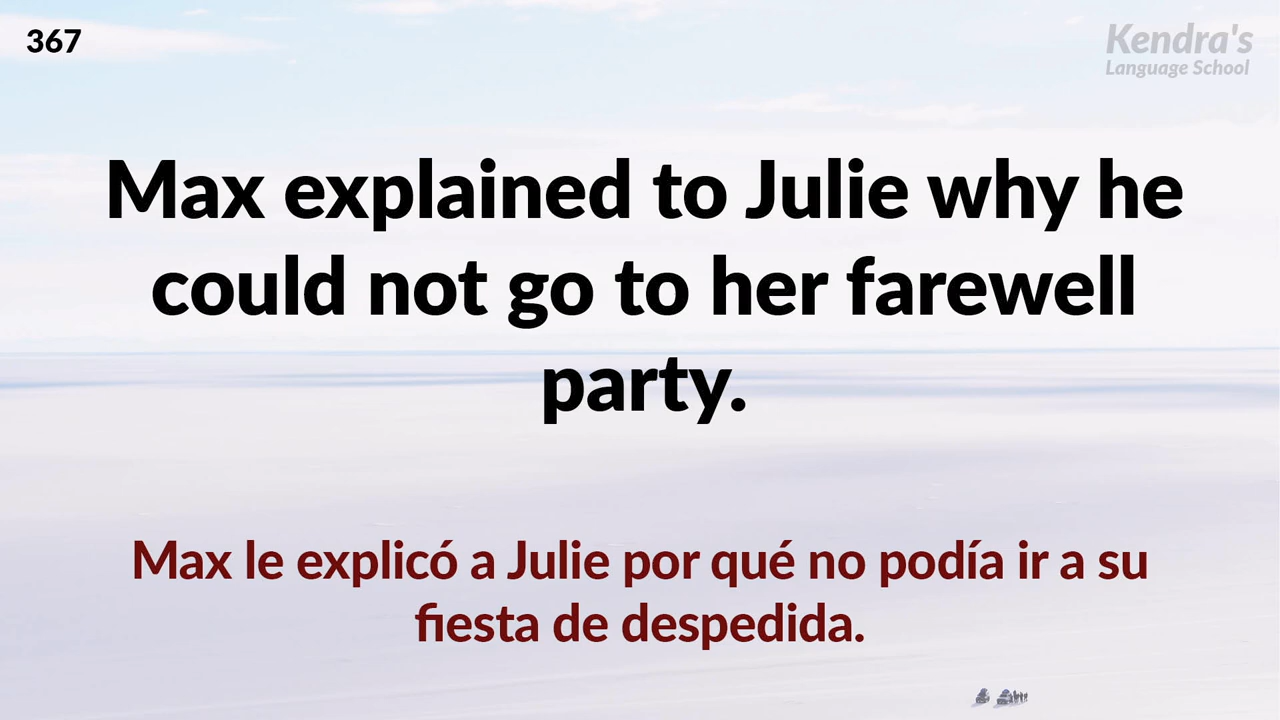 367
Kendra's
Language School
Max explained to Julie why he
could not go to her farewell
party.
Max le explicó a Julie por qué no podía ir a su
fiesta de despedida.